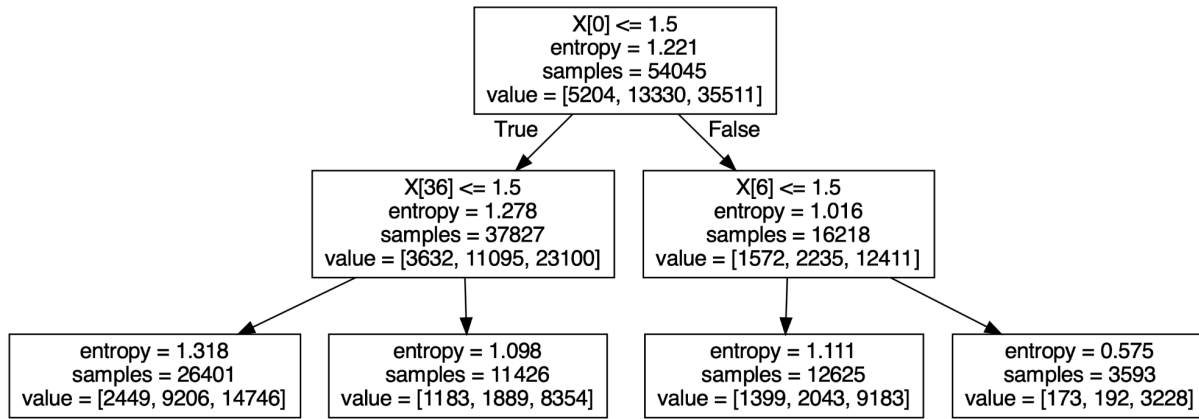 X[0] <= 1.5
entropy = 1.221
samples = 54045
value = [5204, 13330, 35511]
True
False
X[36] <= 1.5
entropy = 1.278
samples = 37827
value = [3632, 11095, 23100]
X[6] <= 1.5
entropy = 1.016
samples = 16218
value = [1572, 2235, 12411]
entropy = 1.318
samples = 26401
value = [2449, 9206, 14746]
entropy = 1.098
samples = 11426
value = [1183, 1889, 8354]
entropy = 1.111
samples = 12625
value = [1399, 2043, 9183]
entropy = 0.575
samples = 3593
value = [173, 192, 3228]